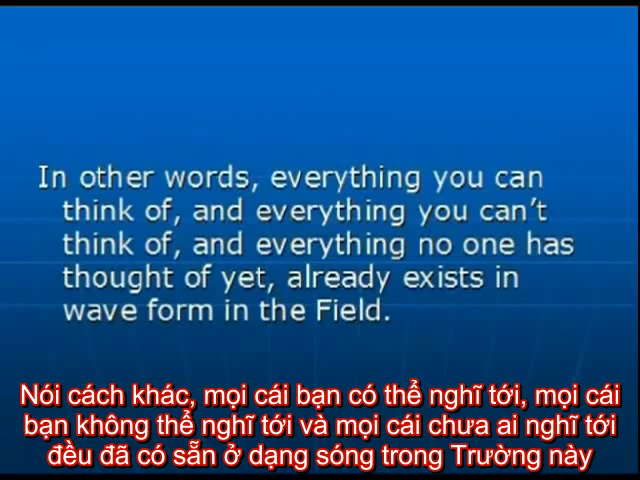 In other words, everything you can
think of, and everything you can't
think of, and everything no one has
thought of yet, already exists in
wave form in the Field.
Nói cách khác, mọi cái bạn có thể nghĩ tới, mọi cái
bạn không thể nghĩ tới và mọi cái chưa ai nghĩ tới
đều đã có sẵn ở dạng sóng trong Trường này